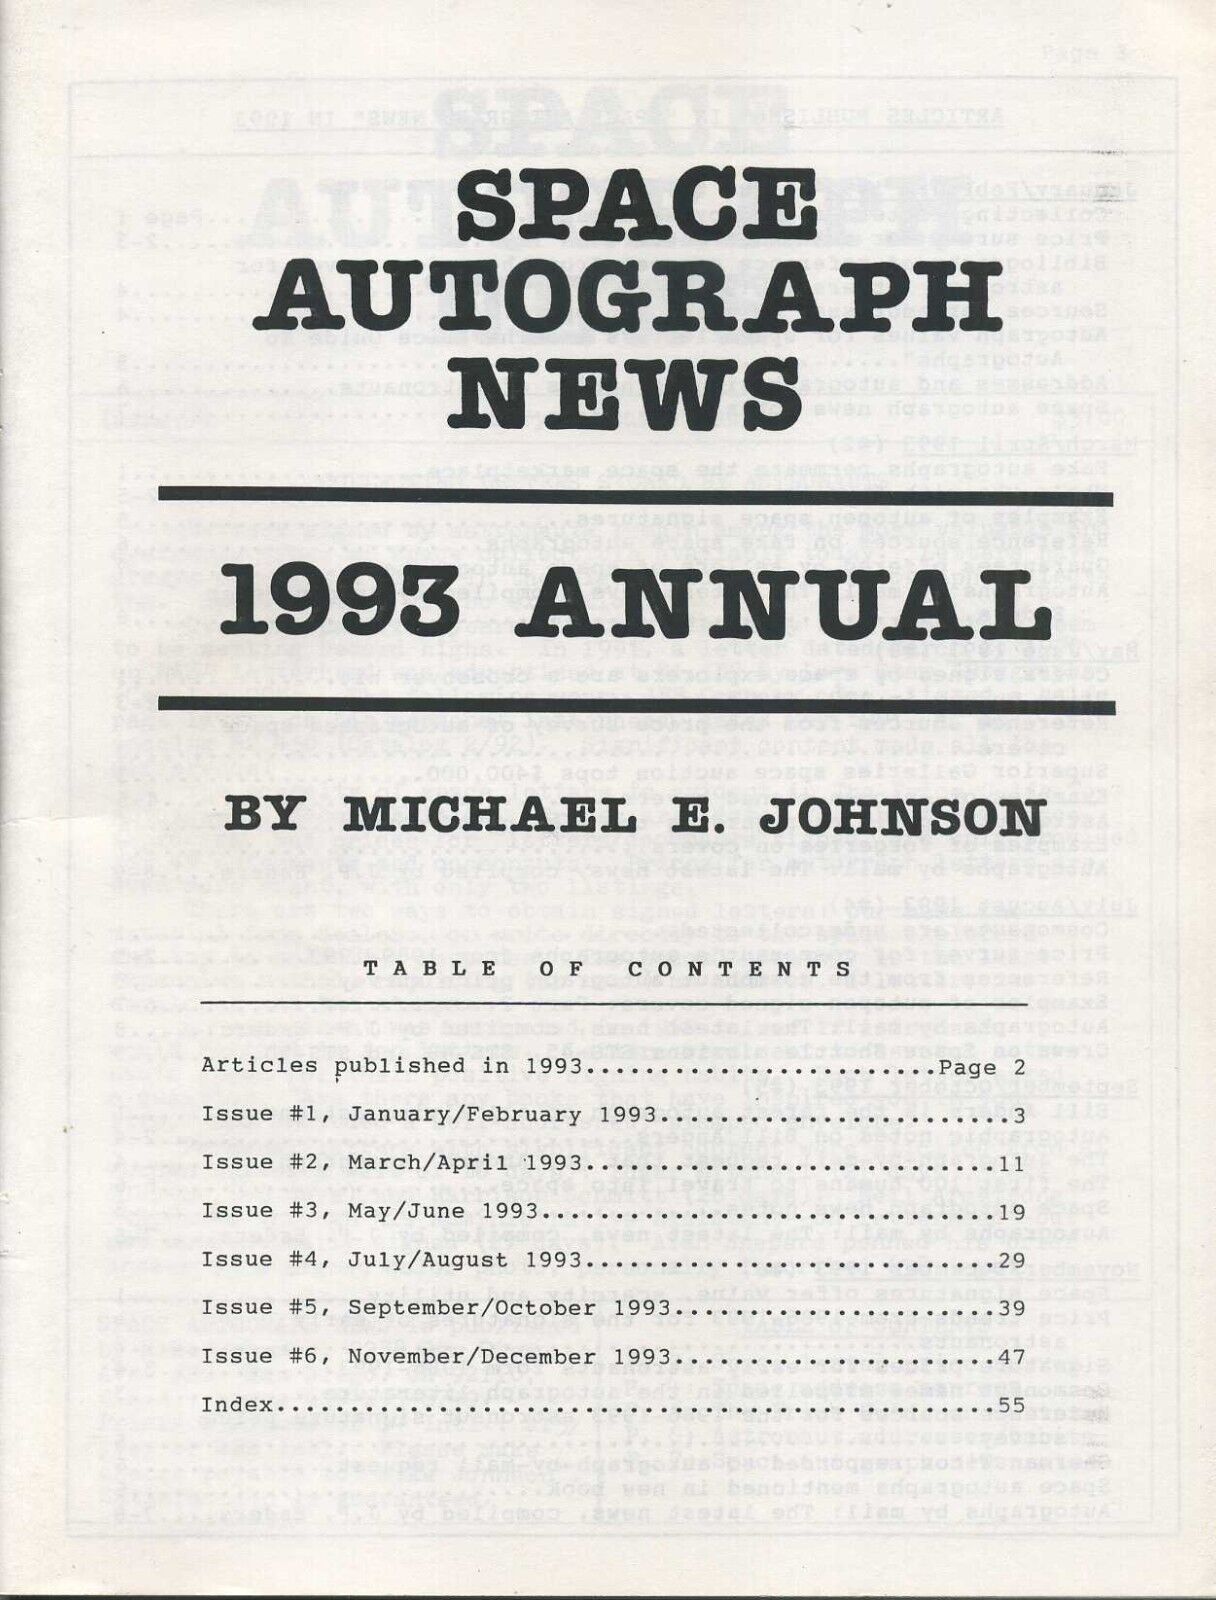 SPACE
AUTOGRAPH
NEWS
1993 ANNUAL
BY MICHAEL E. JOHNSON
TABLE OF CONTENTS
Articles published in 1993........................Page 2
Issue #1, January/February 1993........................3
Issue #2, March/April 1993............................11
Issue #3, May/June 1993...............................19
Issue #4, July/August 1993............................29
Issue #5, September/October 1993......................39
Issue #6, November/December 1993......................47
Index.................................................55